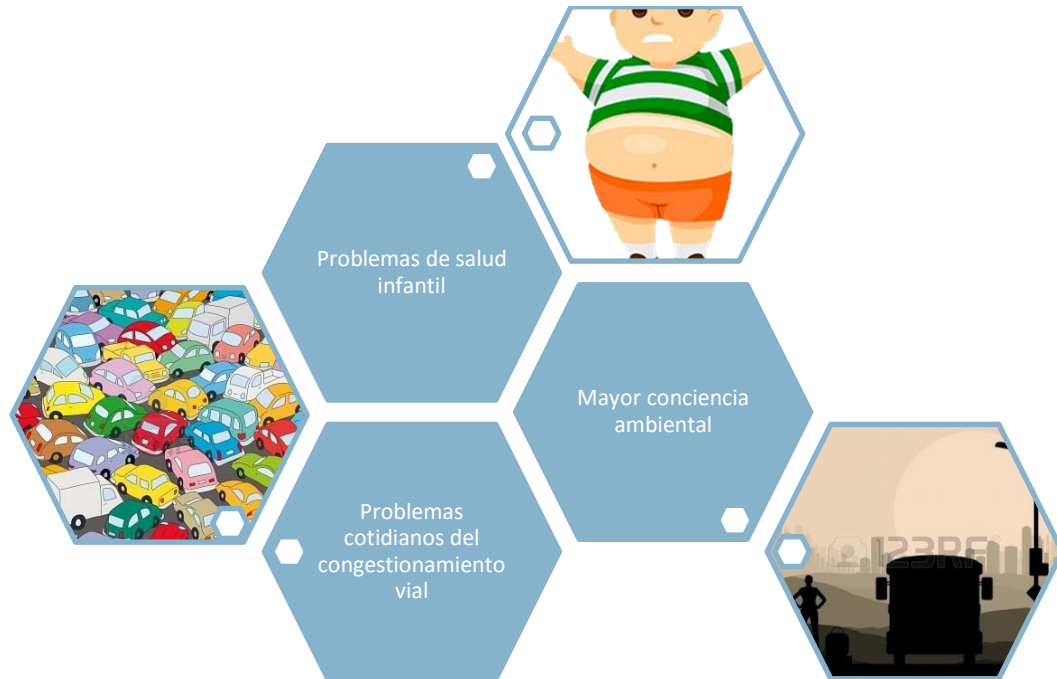 Problemas de salud
infantil
Mayor conciencia
ambiental
Problemas
cotidianos del
congestionamiento
vial
123RF